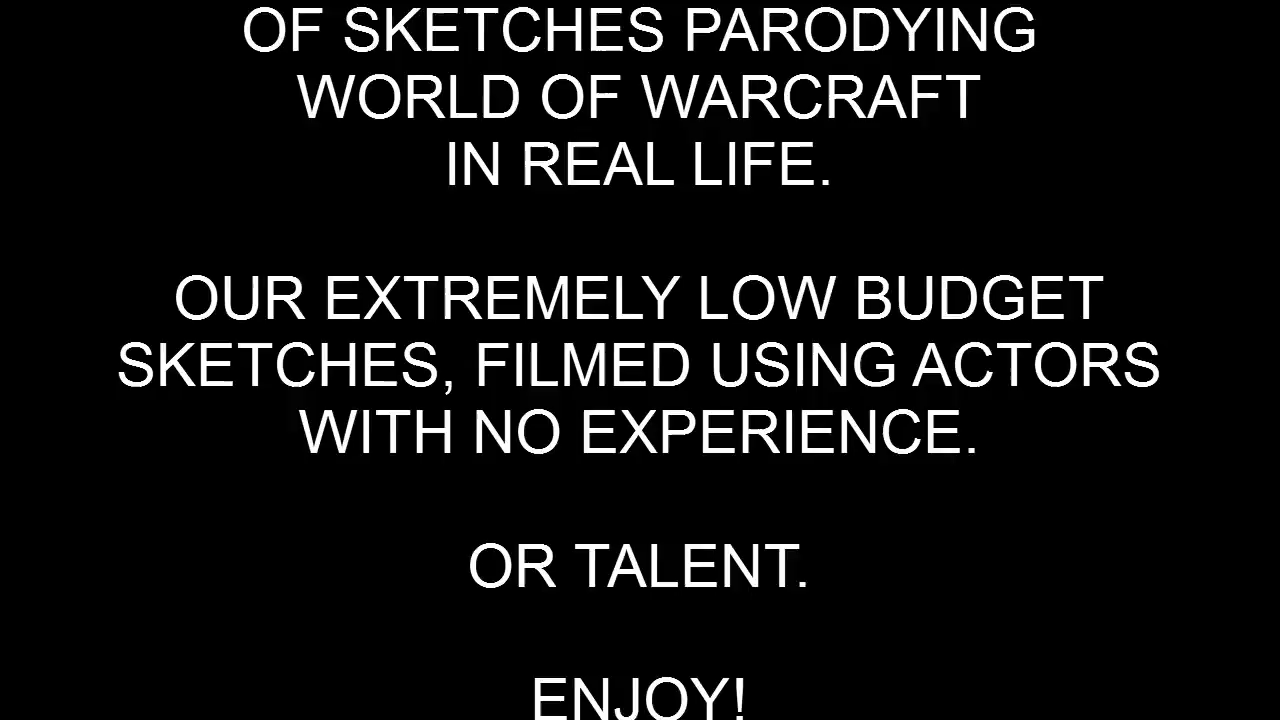 OF SKETCHES PARODYING
WORLD OF WARCRAFT
IN REAL LIFE.
OUR EXTREMELY LOW BUDGET
SKETCHES, FILMED USING ACTORS
WITH NO EXPERIENCE.
OR TALENT.
ENJOY!